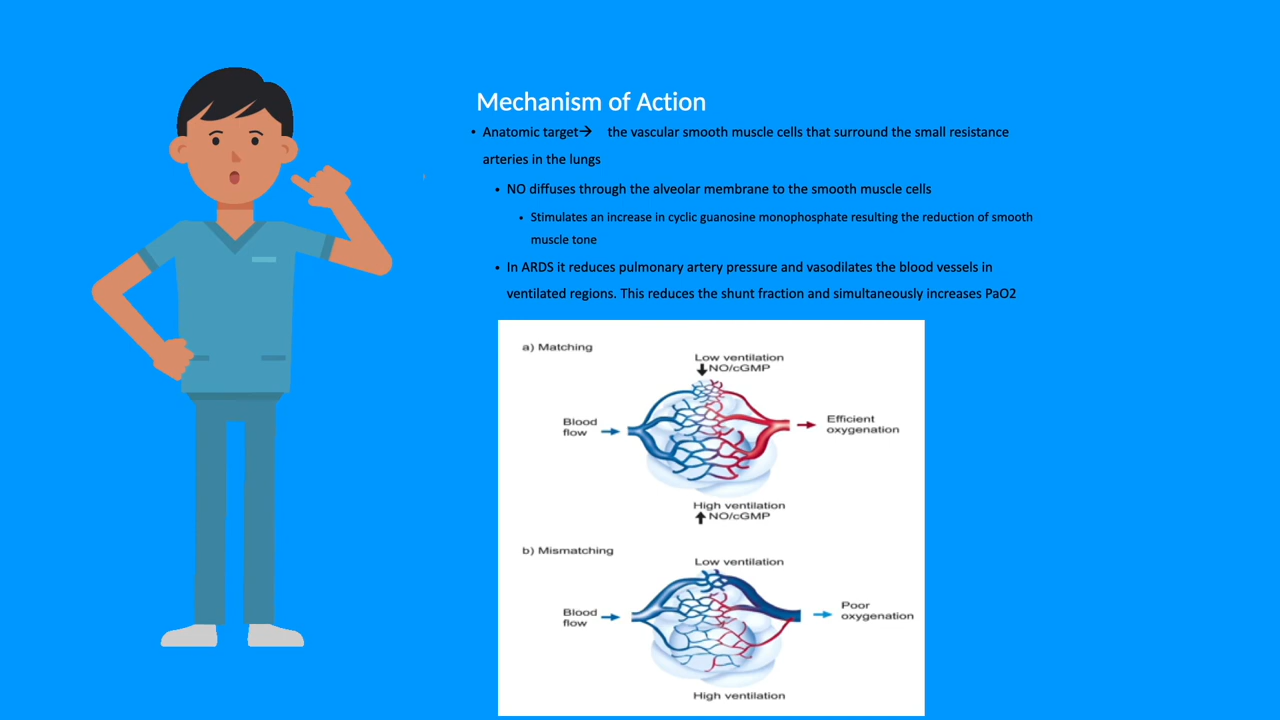 Mechanism of Action
• Anatomic target→ the vascular smooth muscle cells that surround the small resistance
arteries in the lungs
• NO diffuses through the alveolar membrane to the smooth muscle cells
• Stimulates an increase in cyclic guanosine monophosphate resulting the reduction of smooth
muscle tone
• In ARDS it reduces pulmonary artery pressure and vasodilates the blood vessels in
ventilated regions. This reduces the shunt fraction and simultaneously increases PaO2
a) Matching
Low ventilation
↓NO/cGMP
Blood
flow
Efficient
oxygenation
High ventilation
↑NO/cGMP
b) Mismatching
Low ventilation
Blood
flow
Poor
oxygenation
High ventilation